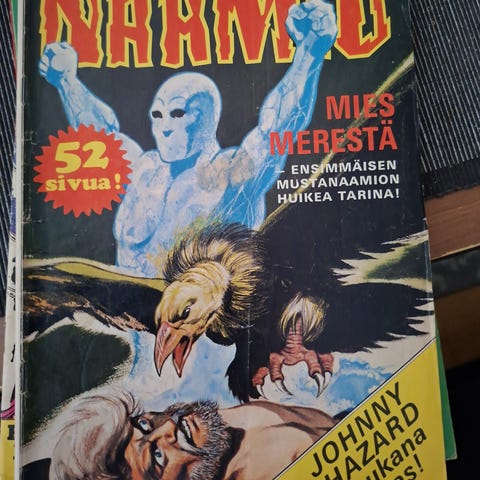 NAAMIO
52
sivua!
MIES
MERESTÄ
- ENSIMMÄISEN
MUSTANAAMION
HUIKEA TARINA!
JOHNNY
HAZARD